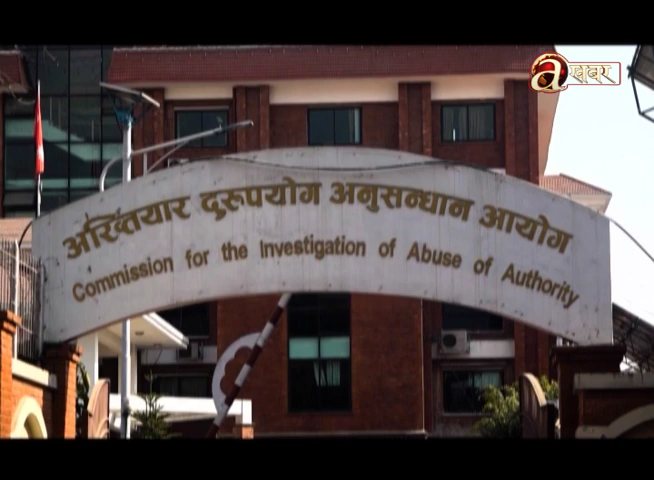 a खबर
अख्तियार दुरुपयोग अनुसन्धान आयोग
Commission for the Investigation of Abuse of Authority